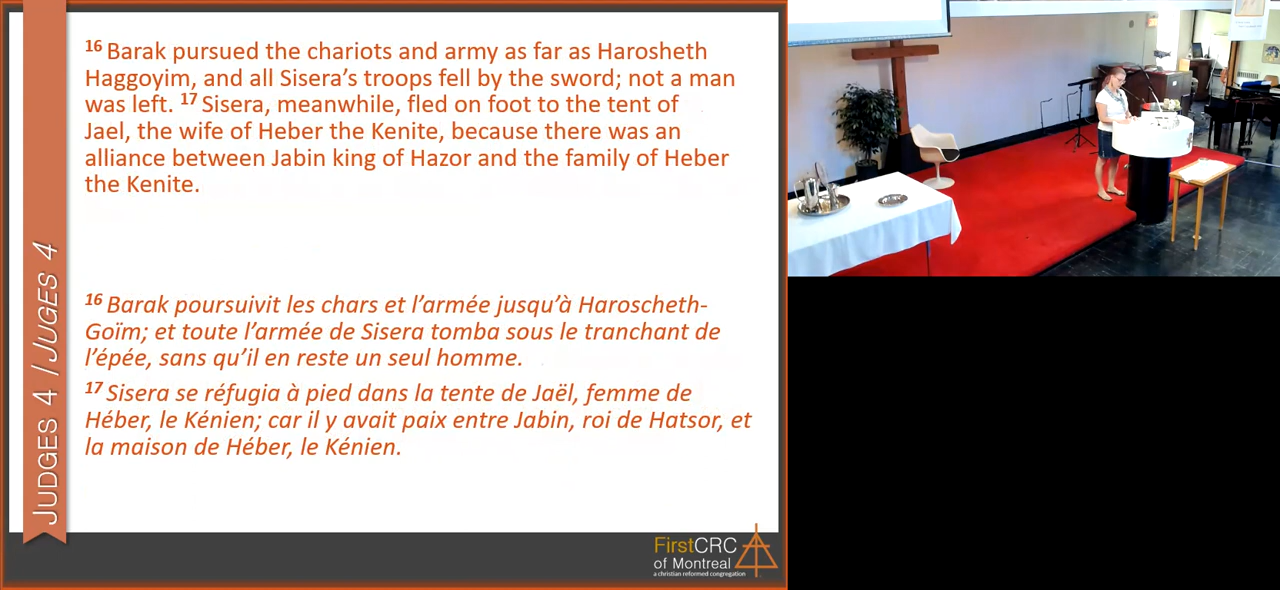 16 Barak pursued the chariots and army as far as Harosheth
Haggoyim, and all Sisera’s troops fell by the sword; not a man
was left. 17 Sisera, meanwhile, fled on foot to the tent of
Jael, the wife of Heber the Kenite, because there was an
alliance between Jabin king of Hazor and the family of Heber
the Kenite.
16 Barak poursuivit les chars et l’armée jusqu’à Haroscheth-
Goïm; et toute l’armée de Sisera tomba sous le tranchant de
l’épée, sans qu’il en reste un seul homme.
17 Sisera se réfugia à pied dans la tente de Jaël, femme de
Héber, le Kénien; car il y avait paix entre Jabin, roi de Hatsor, et
la maison de Héber, le Kénien.
JUDGES 4 / JUGES 4
FirstCRC
of Montreal
a christian reformed congregation